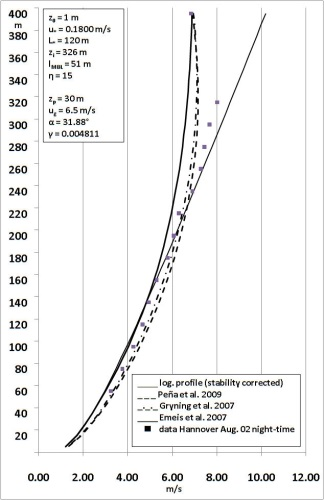 400
m
360
320
280
240
200
160
120
80
40
20
380
340
300
260
220
180
140
100
60
z₀ = 1 m
u* = 0.1800 m/s
L* = 120 m
zᵢ = 326 m
l_MBL = 51 m
η = 15
zₚ = 30 m
u_g = 6.5 m/s
α = 31.88°
γ = 0.004811
log. profile (stability corrected)
Peña et al. 2009
Gryning et al. 2007
Emeis et al. 2007
data Hannover Aug. 02 night-time
0.00 2.00 4.00 6.00 8.00 10.00 12.00
m/s